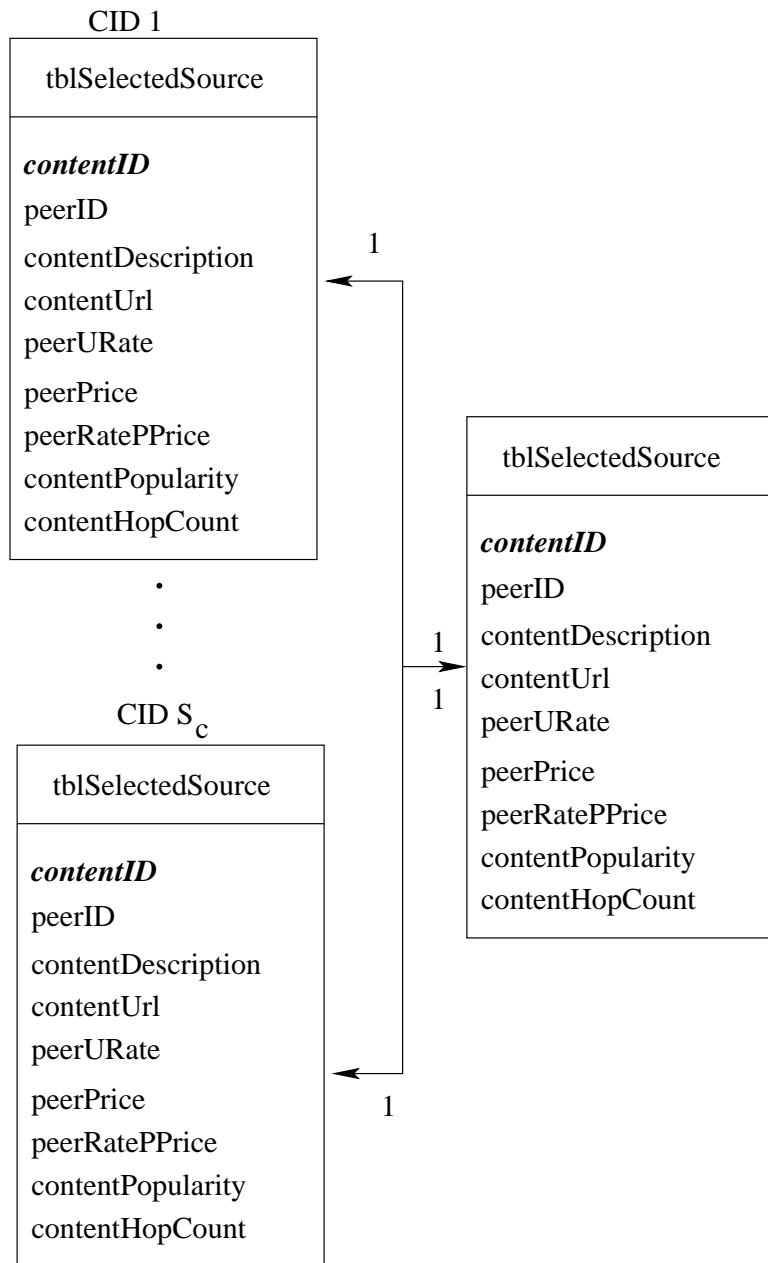 CID 1
tblSelectedSource
contentID
peerID
contentDescription
contentUrl
peerURate
peerPrice
peerRatePPrice
contentPopularity
contentHopCount
.
.
.
1
1
1
1
tblSelectedSource
contentID
peerID
contentDescription
contentUrl
peerURate
peerPrice
peerRatePPrice
contentPopularity
contentHopCount
CID Sc
tblSelectedSource
contentID
peerID
contentDescription
contentUrl
peerURate
peerPrice
peerRatePPrice
contentPopularity
contentHopCount